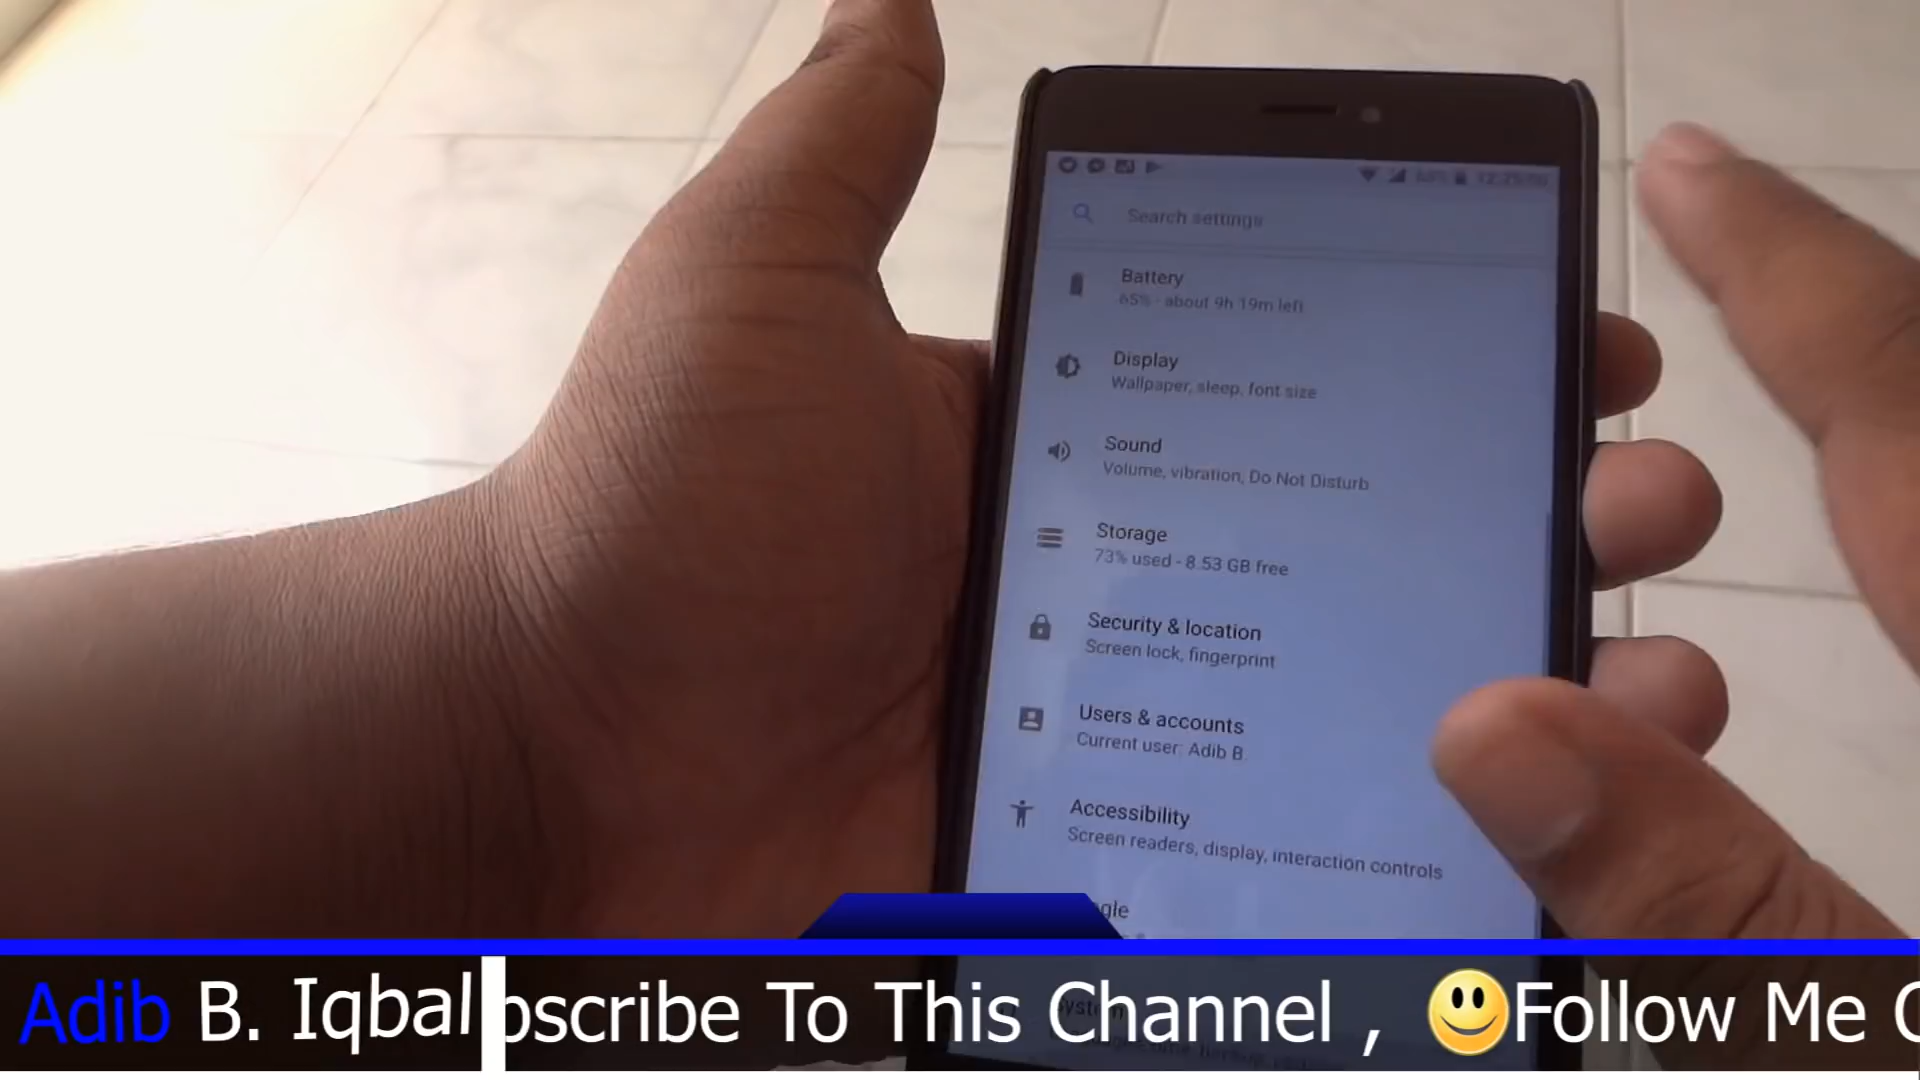 Search settings
Battery
65% - about 9h 19m left
Display
Wallpaper, sleep, font size
Sound
Volume, vibration, Do Not Disturb
Storage
73% used - 8.53 GB free
Security & location
Screen lock, fingerprint
Users & accounts
Current user: Adib B.
Accessibility
Screen readers, display, interaction controls
gle
Adib B. Iqbal bscribe To This Channel , Follow Me